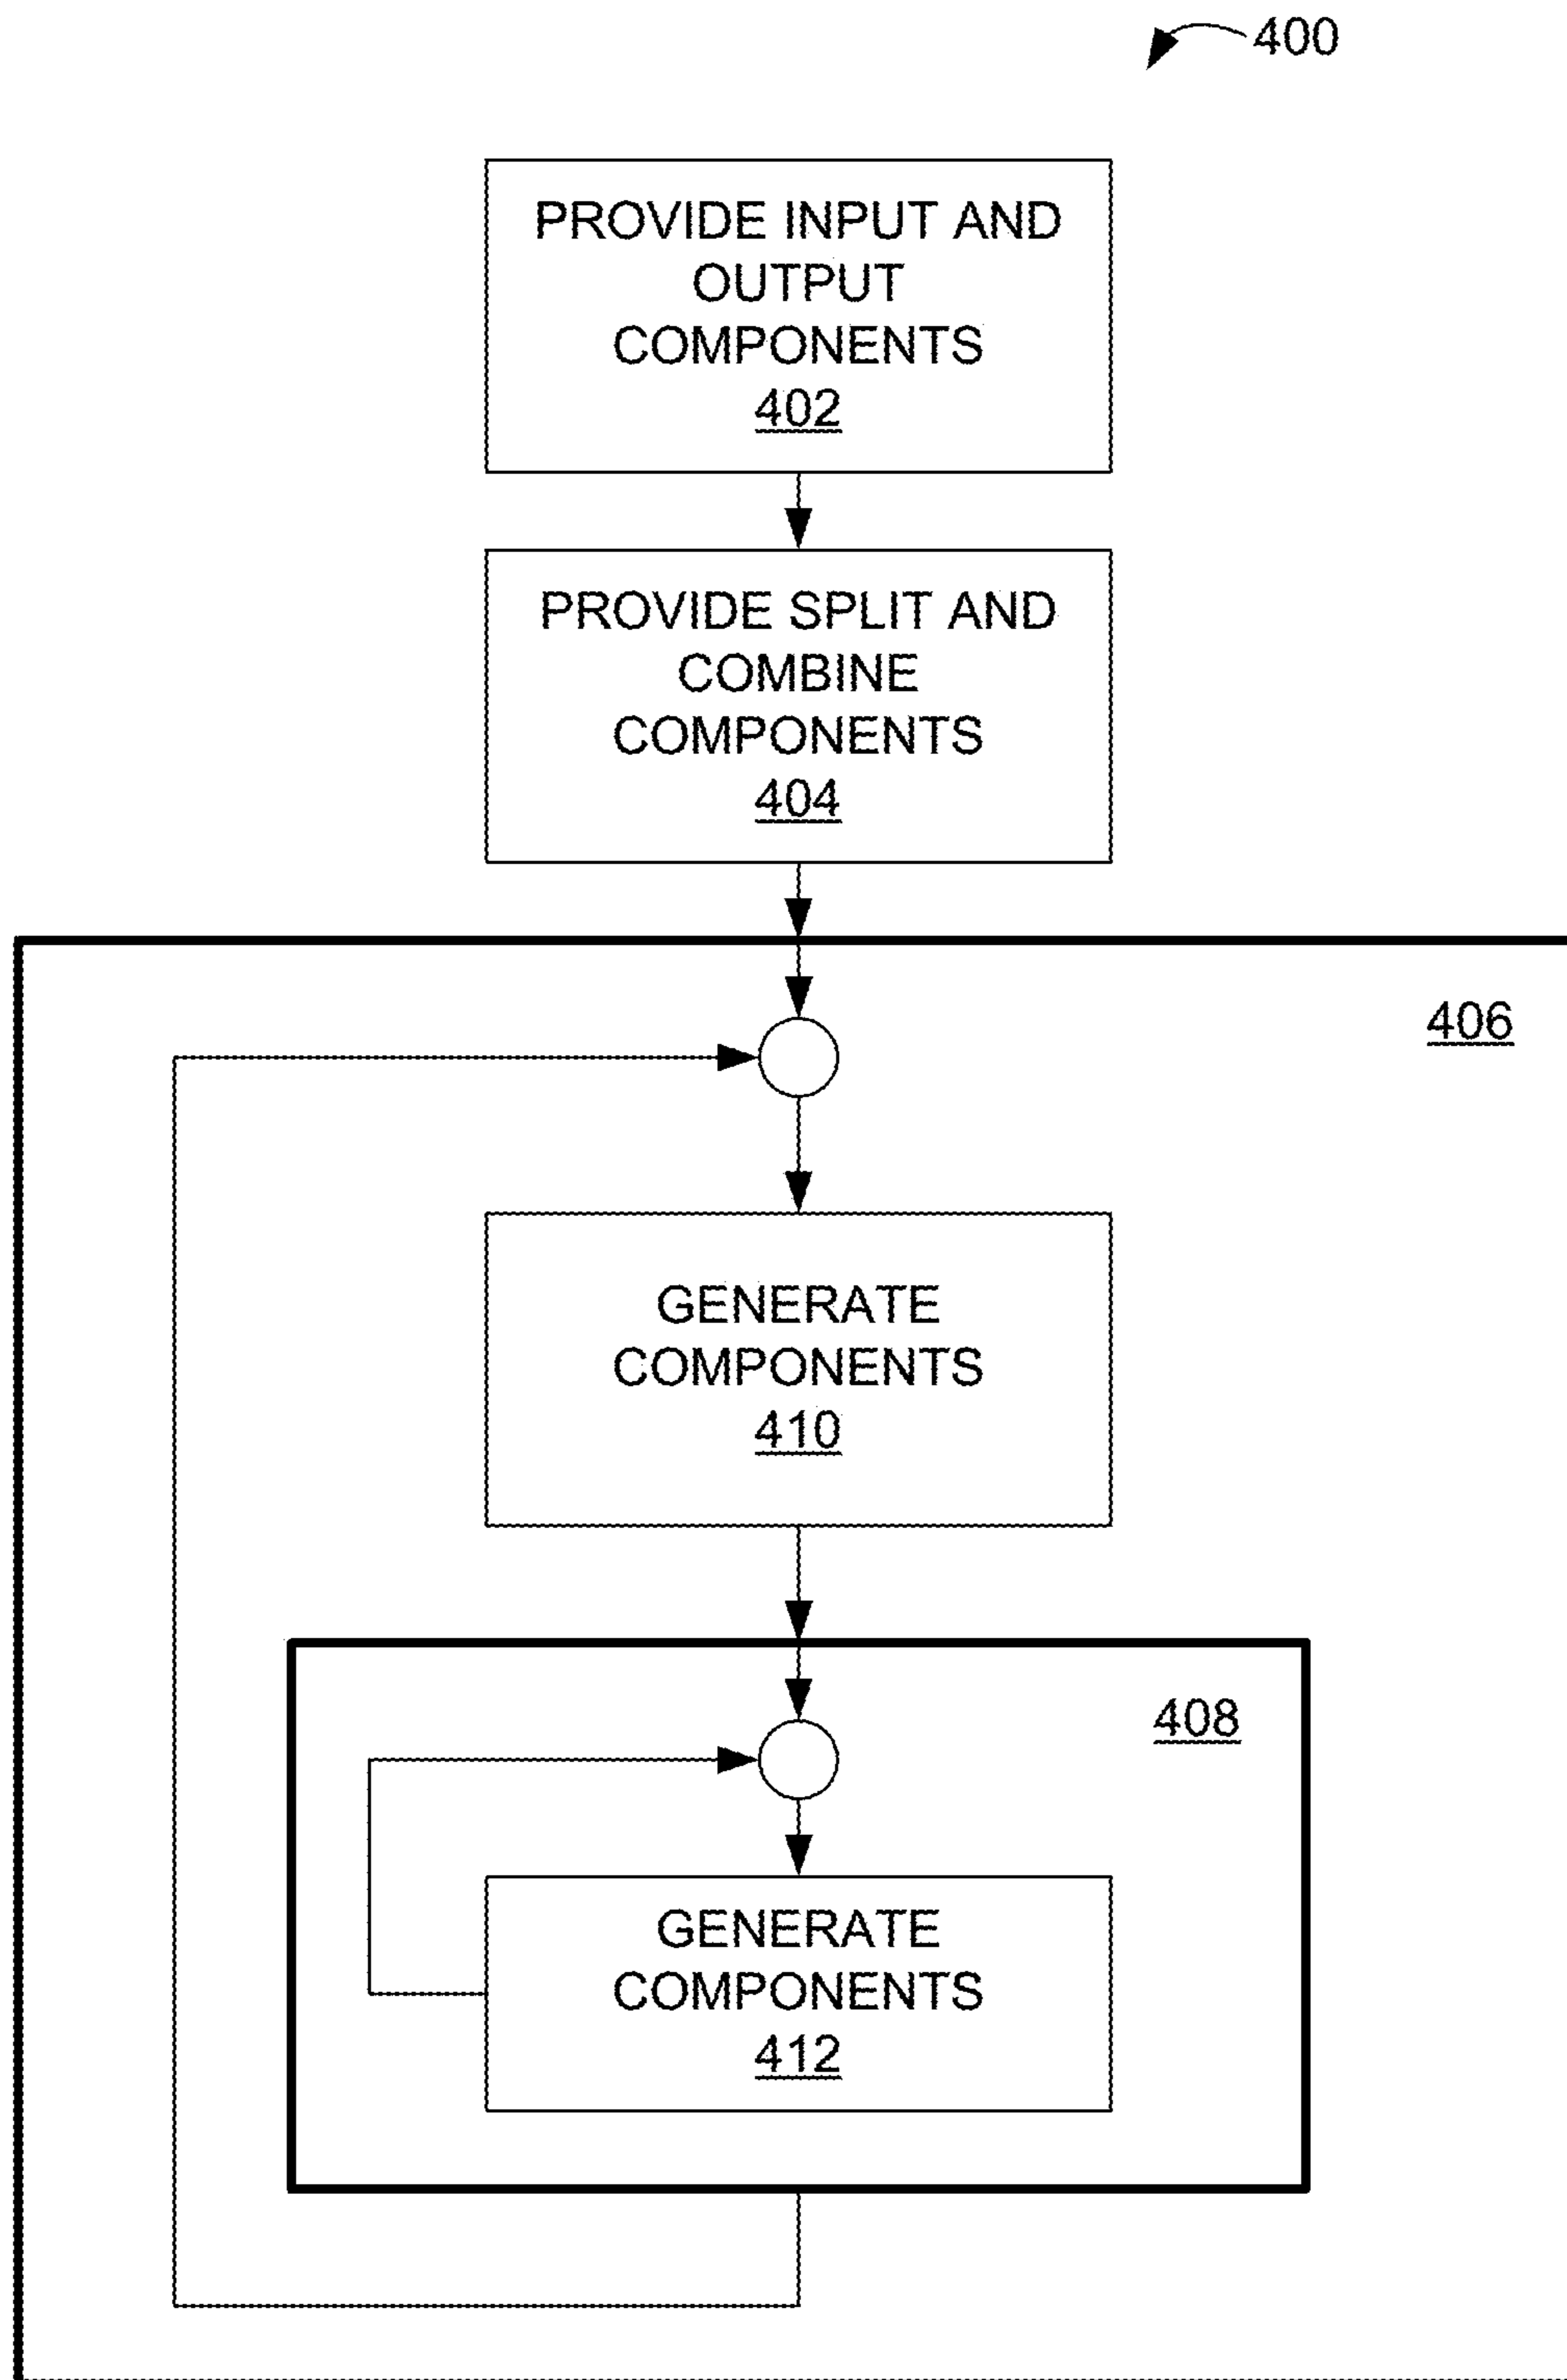 400
PROVIDE INPUT AND
OUTPUT
COMPONENTS
402
PROVIDE SPLIT AND
COMBINE
COMPONENTS
404
406
GENERATE
COMPONENTS
410
408
GENERATE
COMPONENTS
412